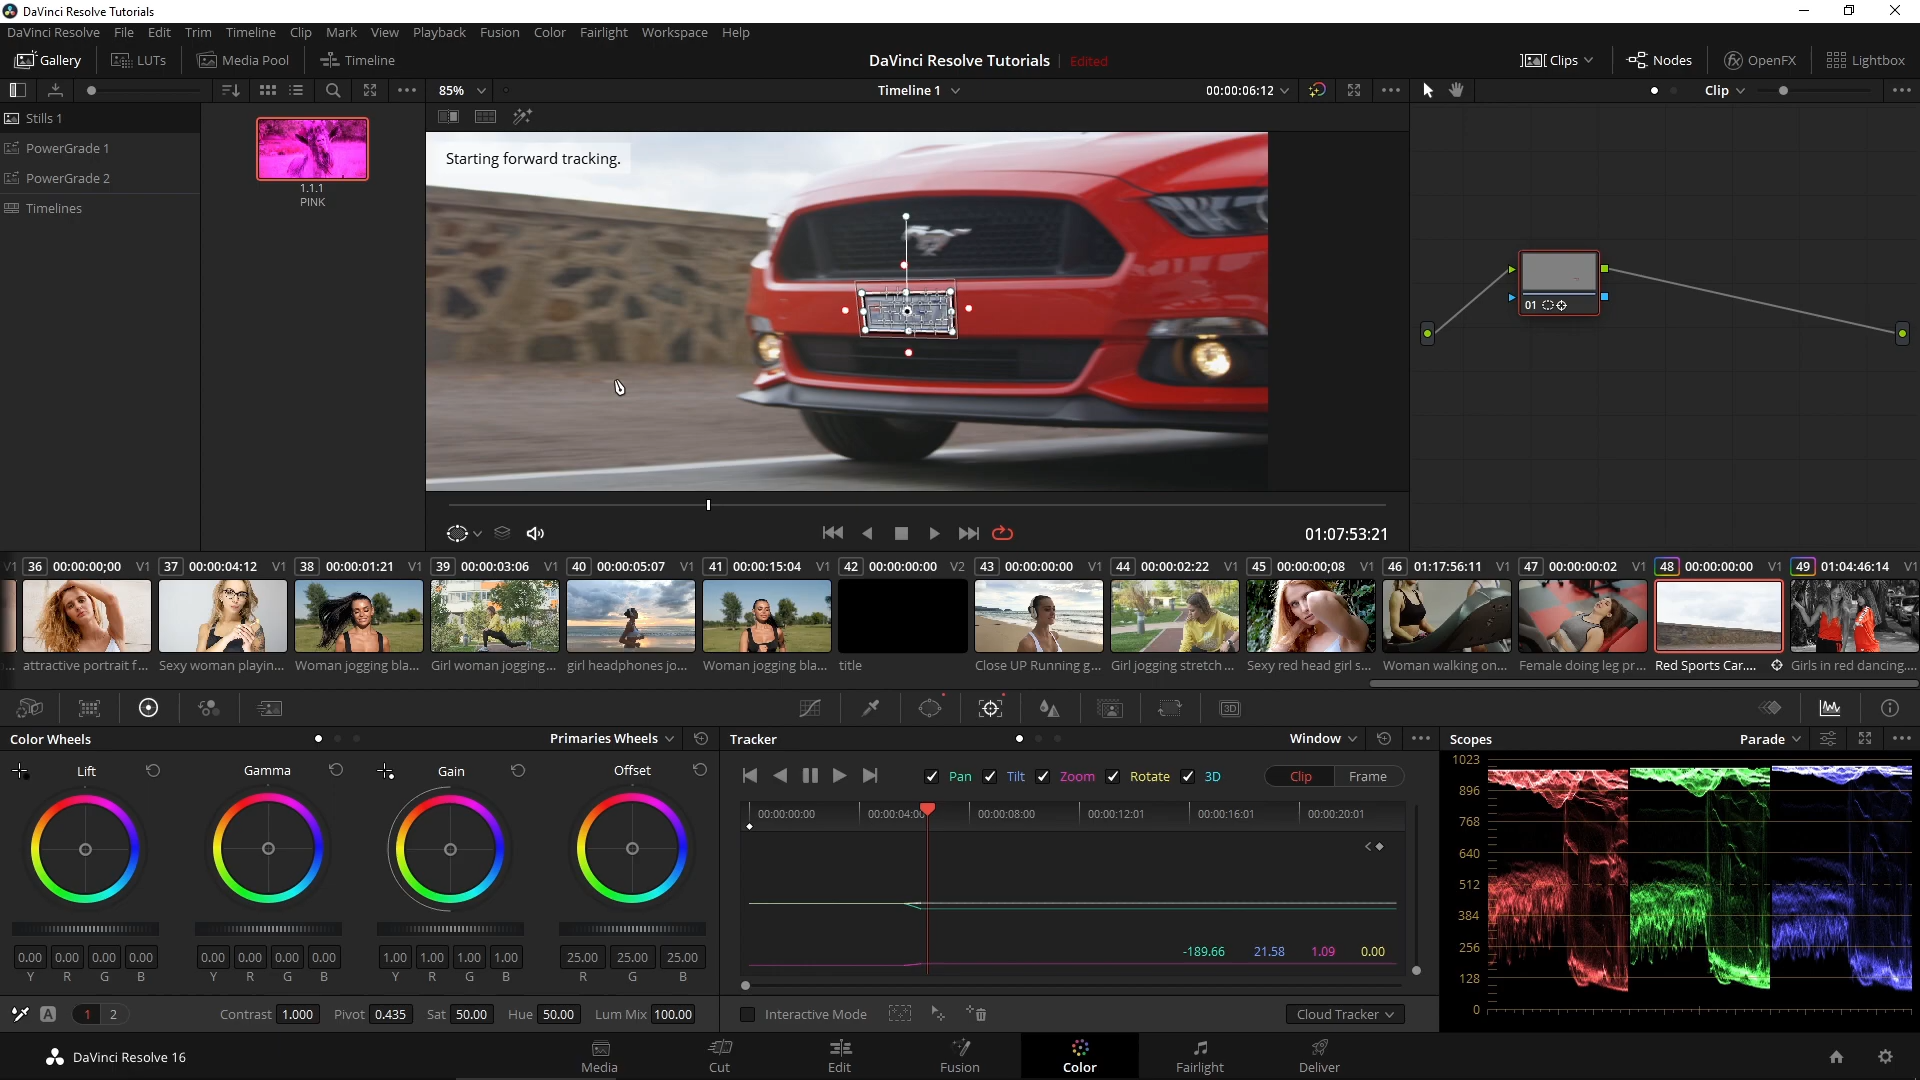 DaVinci Resolve Tutorials
DaVinci Resolve File Edit Trim Timeline Clip Mark View Playback Fusion Color Fairlight Workspace Help
Gallery LUTs Media Pool Timeline DaVinci Resolve Tutorials Edited Clips Nodes OpenFX Lightbox
85% Timeline 1 00:00:06:12 Clip
Stills 1
PowerGrade 1
PowerGrade 2
Timelines
1.1.1
PINK
Starting forward tracking.
01
01:07:53:21
V1 36 00:00:00;00 V1 37 00:00:04:12 V1 38 00:00:01:21 V1 39 00:00:03:06 V1 40 00:00:05:07 V1 41 00:00:15:04 V1 42 00:00:00:00 V2 43 00:00:00:00 V1 44 00:00:02:22 V1 45 00:00:00;08 V1 46 01:17:56:11 V1 47 00:00:00:02 V1 48 00:00:00:00 V1 49 01:04:46:14 V1
... attractive portrait f... Sexy woman playin... Woman jogging bla... Girl woman jogging... girl headphones jo... Woman jogging bla... title Close UP Running g... Girl jogging stretch ... Sexy red head girl s... Woman walking on... Female doing leg pr... Red Sports Car.... Girls in red dancing....
3D
Color Wheels Primaries Wheels Tracker Window Scopes Parade
Lift Gamma Gain Offset
Pan Tilt Zoom Rotate 3D Clip Frame
00:00:00:00 00:00:04:00 00:00:08:00 00:00:12:01 00:00:16:01 00:00:20:01
-189.66 21.58 1.09 0.00
1023
896
768
640
512
384
256
128
0
0.00 0.00 0.00 0.00 0.00 0.00 0.00 0.00 1.00 1.00 1.00 1.00 25.00 25.00 25.00
Y R G B Y R G B Y R G B R G B
A 1 2 Contrast 1.000 Pivot 0.435 Sat 50.00 Hue 50.00 Lum Mix 100.00
Interactive Mode Cloud Tracker
DaVinci Resolve 16 Media Cut Edit Fusion Color Fairlight Deliver